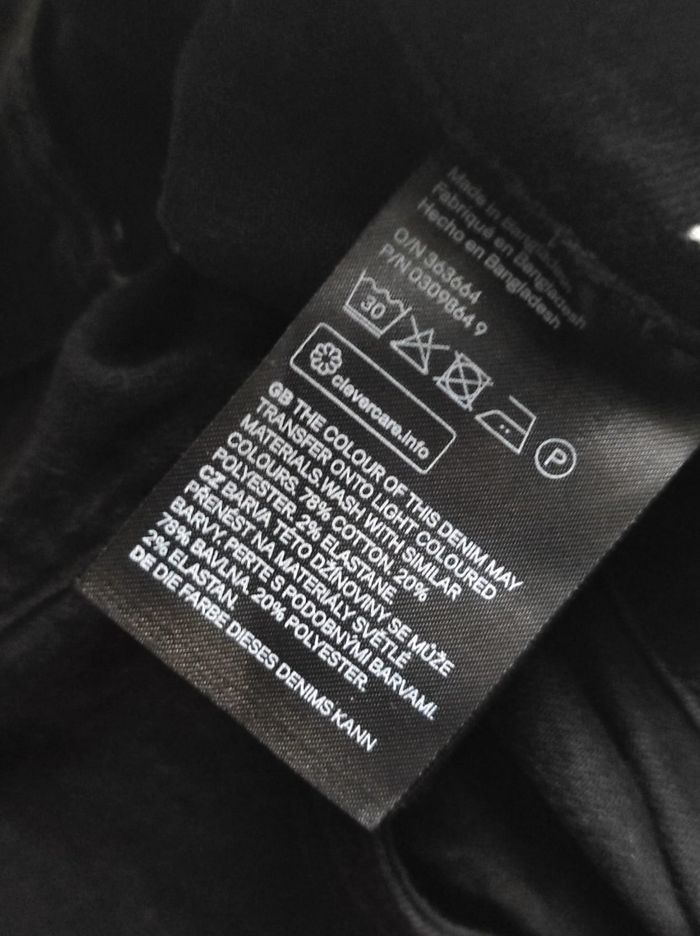 Made in Bangladesh
Fabriqué en Bangladesh
Hecho en Bangladesh
O/N 363664
P/N 03098649
30
P
clevercare.info
GB THE COLOUR OF THIS DENIM MAY
TRANSFER ONTO LIGHT COLOURED
MATERIALS. WASH WITH SIMILAR
COLOURS. 78% COTTON, 20%
POLYESTER, 2% ELASTANE
CZ BARVA TÉTO DŽÍNOVINY SE MŮŽE
PŘENÉST NA MATERIÁLY SVĚTLÉ
BARVY. PERTE S PODOBNÝMI BARVAMI.
78% BAVLNA, 20% POLYESTER,
2% ELASTAN.
DE DIE FARBE DIESES DENIMS KANN